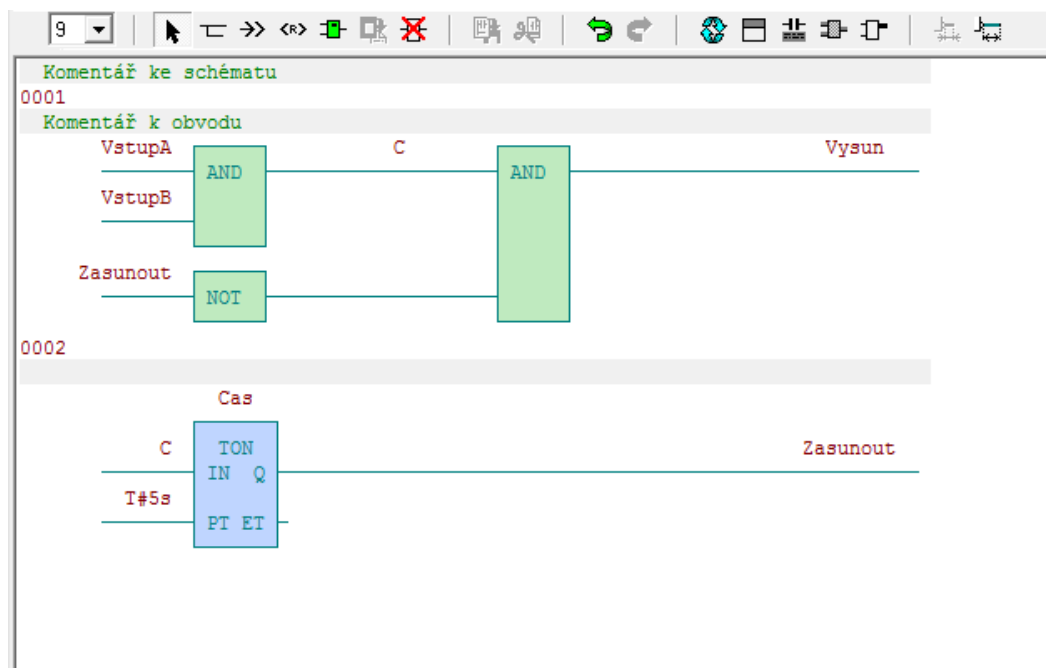 9
Komentář ke schématu
0001
Komentář k obvodu
VstupA C Vysun
AND AND
VstupB
Zasunout
NOT
0002
Cas
C TON Zasunout
IN Q
T#5s
PT ET